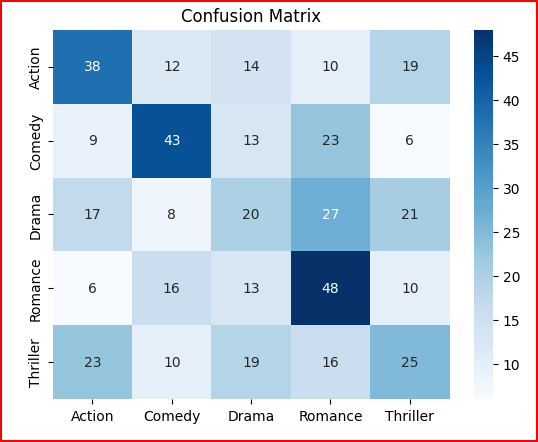 Confusion Matrix
Action 38 12 14 10 19
Comedy 9 43 13 23 6
Drama 17 8 20 27 21
Romance 6 16 13 48 10
Thriller 23 10 19 16 25
Action Comedy Drama Romance Thriller
45
40
35
30
25
20
15
10